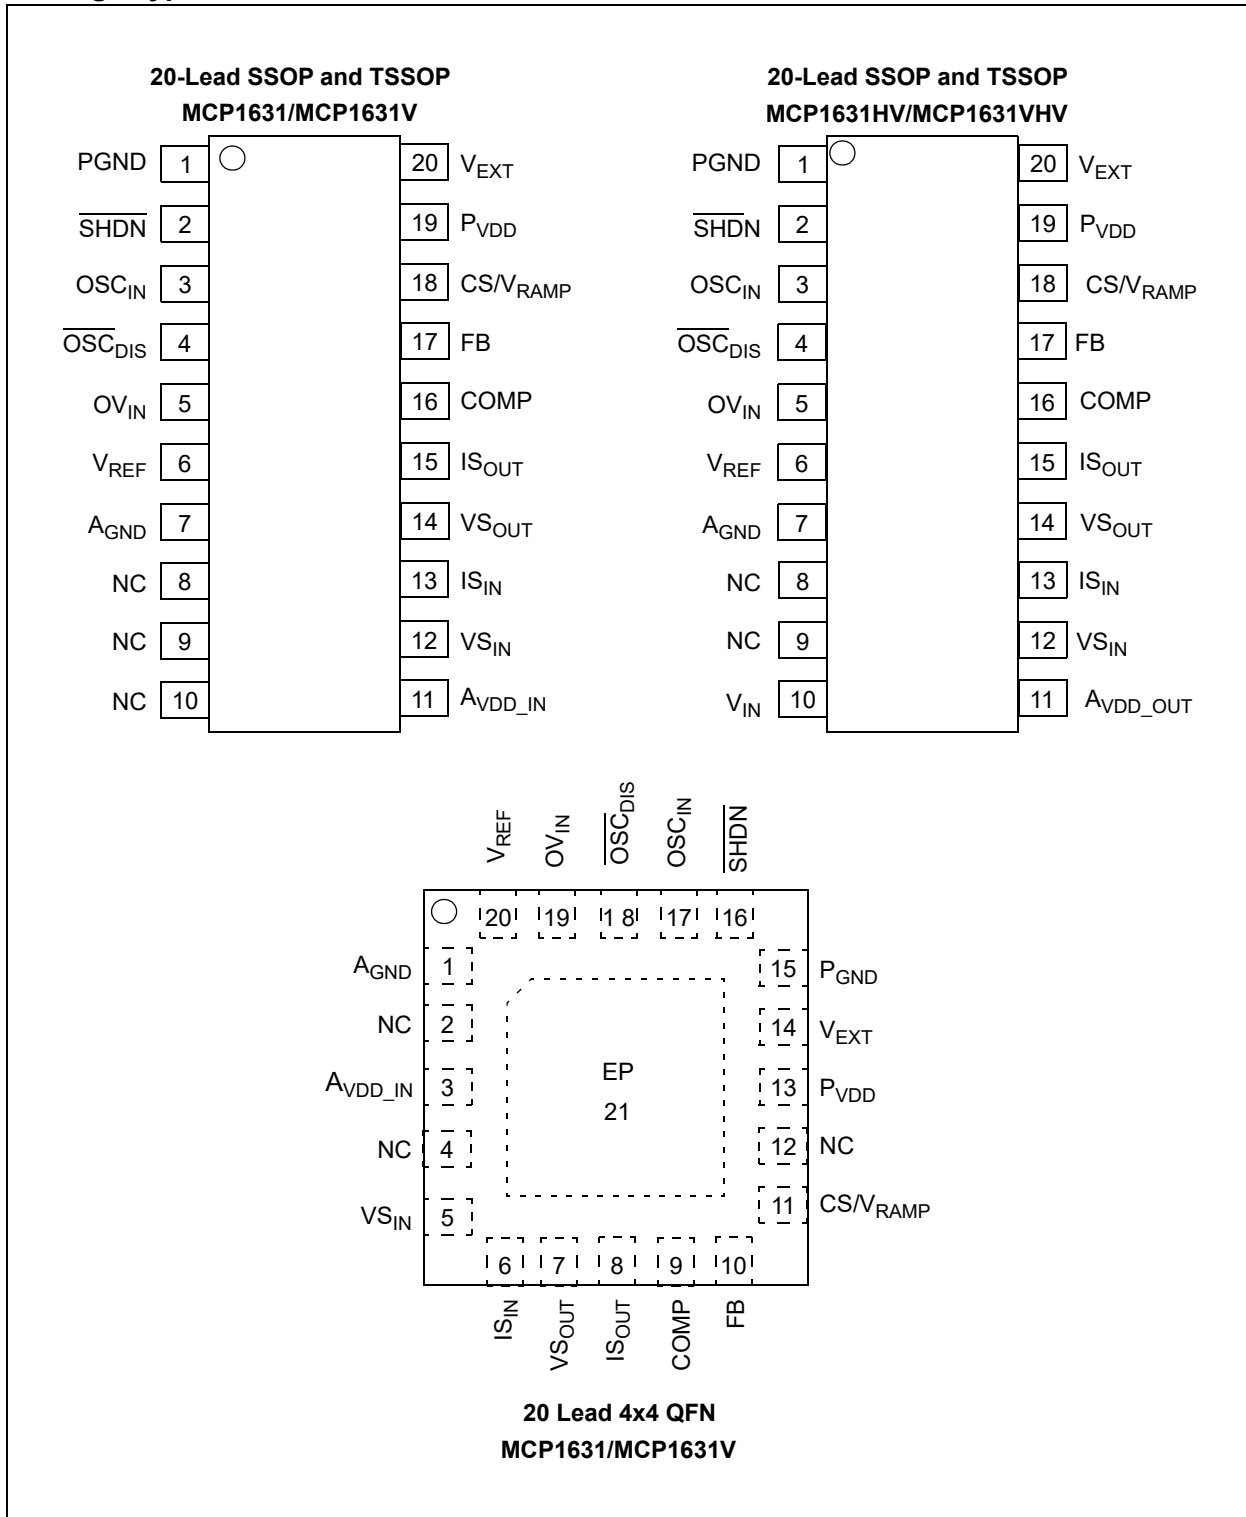 20-Lead SSOP and TSSOP
MCP1631/MCP1631V
PGND 1 20 VEXT
SHDN 2 19 PVDD
OSCIN 3 18 CS/VRAMP
OSCDIS 4 17 FB
OVIN 5 16 COMP
VREF 6 15 ISOUT
AGND 7 14 VSOUT
NC 8 13 ISIN
NC 9 12 VSIN
NC 10 11 AVDD_IN
20-Lead SSOP and TSSOP
MCP1631HV/MCP1631VHV
PGND 1 20 VEXT
SHDN 2 19 PVDD
OSCIN 3 18 CS/VRAMP
OSCDIS 4 17 FB
OVIN 5 16 COMP
VREF 6 15 ISOUT
AGND 7 14 VSOUT
NC 8 13 ISIN
NC 9 12 VSIN
VIN 10 11 AVDD_OUT
VREF OVIN OSCDIS OSCIN SHDN
20 19 1 8 17 16
AGND 1 15 PGND
NC 2 14 VEXT
AVDD_IN 3 13 PVDD
EP
21
NC 4 12 NC
VSIN 5 11 CS/VRAMP
6 7 8 9 10
ISIN VSOUT ISOUT COMP FB
20 Lead 4x4 QFN
MCP1631/MCP1631V